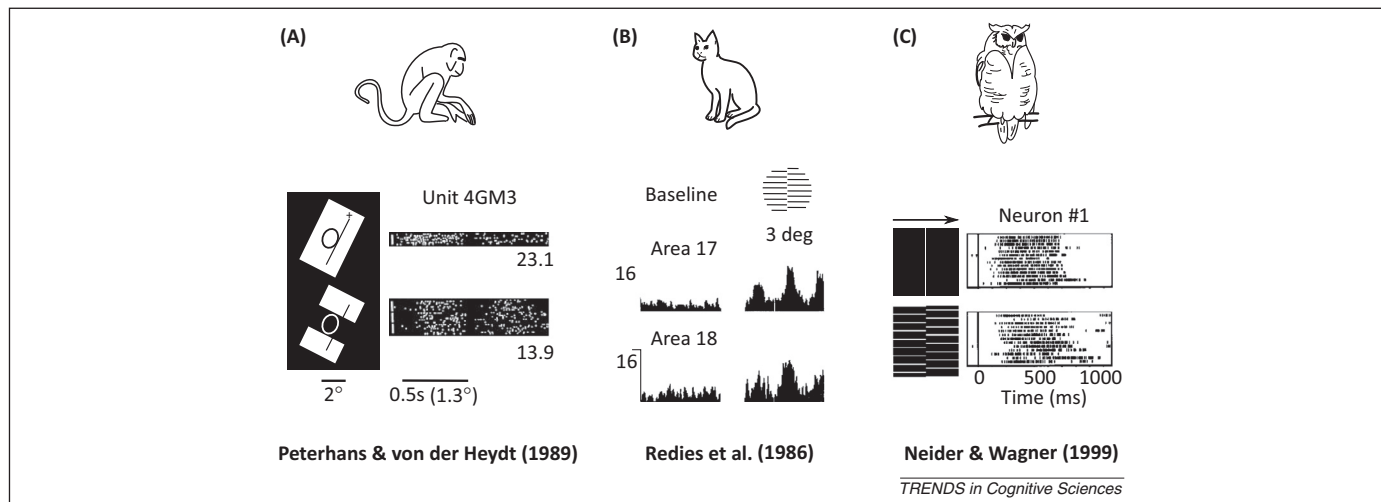 (A)
(B)
(C)
Unit 4GM3
23.1
13.9
2°
0.5s (1.3°)
Peterhans & von der Heydt (1989)
Baseline
3 deg
Area 17
16
Area 18
16
Redies et al. (1986)
Neuron #1
0 500 1000
Time (ms)
Neider & Wagner (1999)
TRENDS in Cognitive Sciences